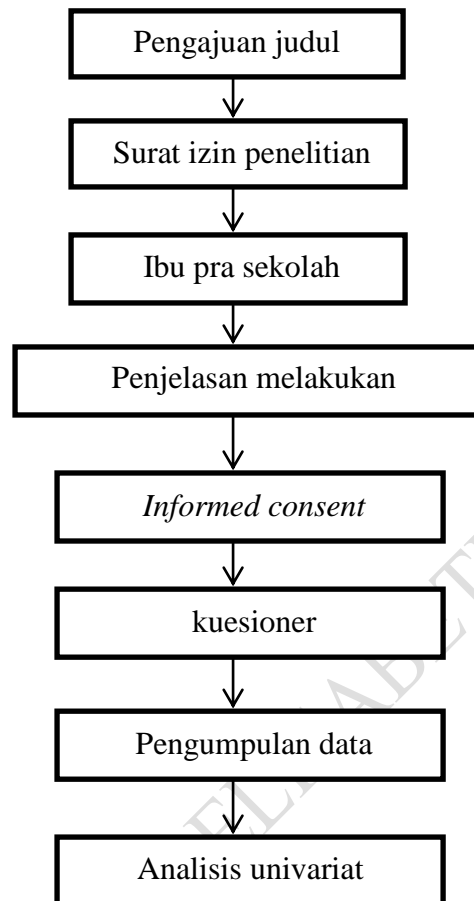 Pengajuan judul
Surat izin penelitian
Ibu pra sekolah
Penjelasan melakukan
Informed consent
kuesioner
Pengumpulan data
Analisis univariat